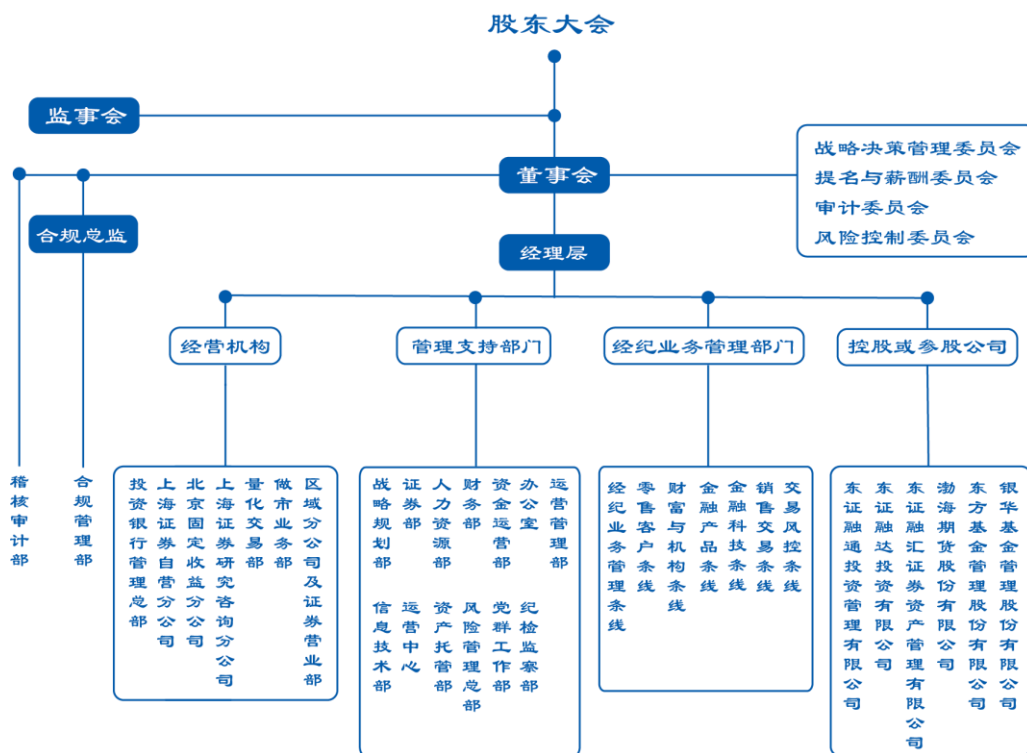 股东大会
监事会
董事会
战略决策管理委员会
提名与薪酬委员会
审计委员会
风险控制委员会
合规总监
经理层
经营机构
管理支持部门
经纪业务管理部门
控股或参股公司
稽核审计部
合规管理部
投资银行管理总部
上海证券自营分公司
北京固定收益分公司
上海证券研究咨询分公司
量化交易部
做市业务部
区域分公司及证券营业部
战略规划部
证券部
人力资源部
财务部
资金运营部
办公室
运营管理部
信息技术部
运营中心
资产托管部
风险管理总部
党群工作部
纪检监察部
经纪业务管理条线
零售客户条线
财富与机构条线
金融产品条线
金融科技条线
销售交易条线
交易风控条线
东证融通投资管理有限公司
东证融达投资有限公司
东证融汇证券资产管理有限公司
渤海期货股份有限公司
东方基金管理股份有限公司
银华基金管理股份有限公司